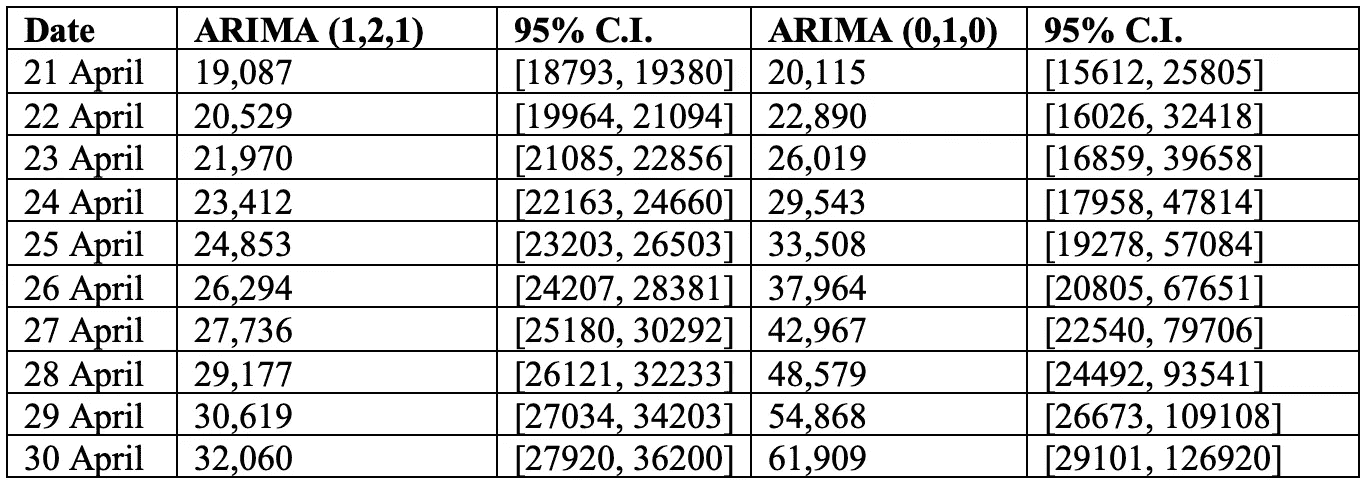 Date ARIMA (1,2,1) 95% C.I. ARIMA (0,1,0) 95% C.I.
21 April 19,087 [18793, 19380] 20,115 [15612, 25805]
22 April 20,529 [19964, 21094] 22,890 [16026, 32418]
23 April 21,970 [21085, 22856] 26,019 [16859, 39658]
24 April 23,412 [22163, 24660] 29,543 [17958, 47814]
25 April 24,853 [23203, 26503] 33,508 [19278, 57084]
26 April 26,294 [24207, 28381] 37,964 [20805, 67651]
27 April 27,736 [25180, 30292] 42,967 [22540, 79706]
28 April 29,177 [26121, 32233] 48,579 [24492, 93541]
29 April 30,619 [27034, 34203] 54,868 [26673, 109108]
30 April 32,060 [27920, 36200] 61,909 [29101, 126920]